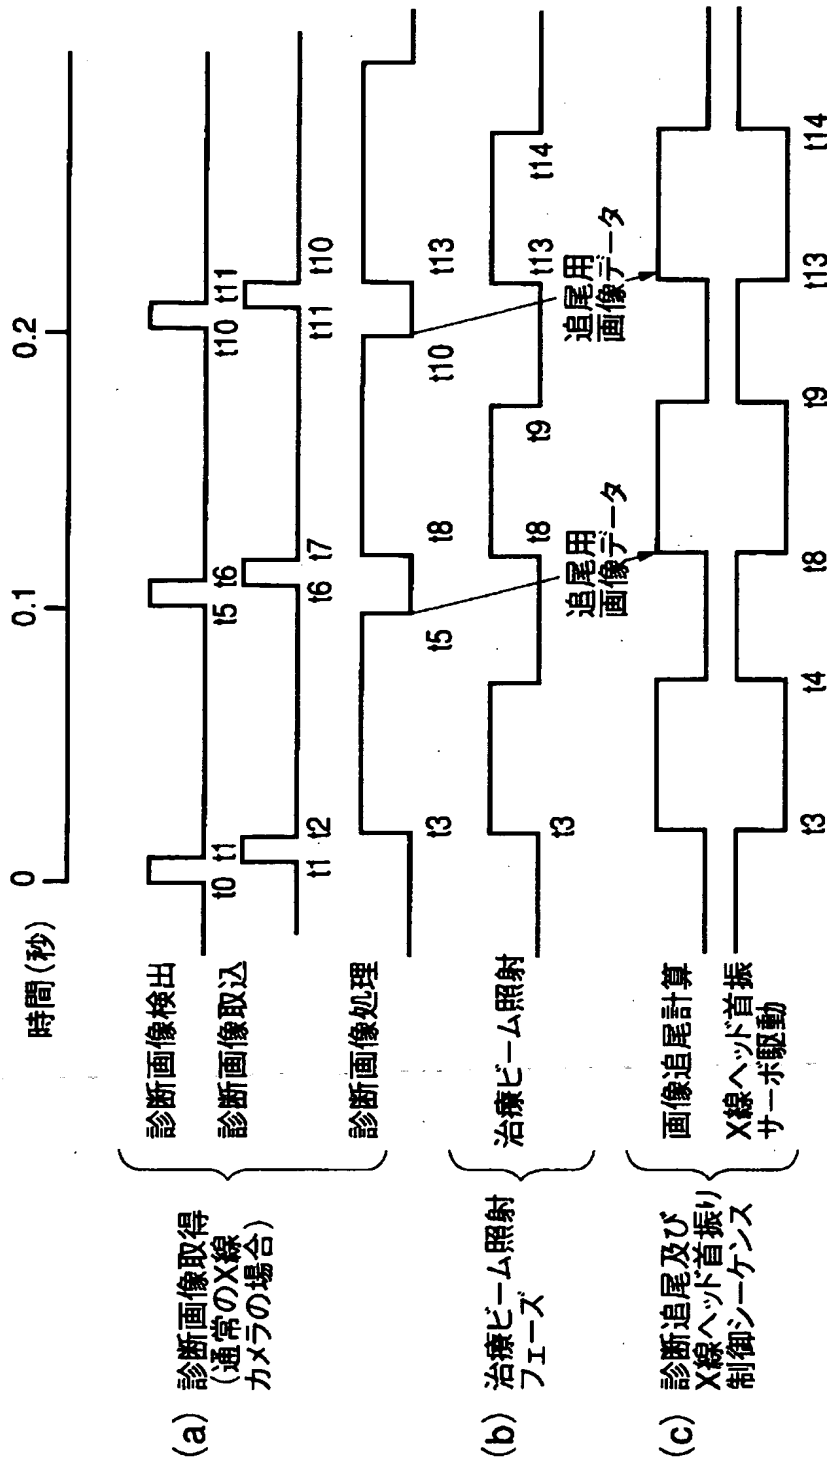 時間(秒)
0
0.1
0.2
(a)
診断画像取得
(通常のX線
カメラの場合)
診断画像検出
t0
t1
t5
t6
t10
t11
診断画像取込
t1
t2
t6
t7
t11
t10
診断画像処理
t3
t5
t8
t10
t13
(b)
治療ビーム照射
フェーズ
治療ビーム照射
t3
t8
t9
t13
t14
追尾用
画像データ
追尾用
画像データ
(c)
診断追尾及び
X線ヘッド首振り
制御シーケンス
画像追尾計算
X線ヘッド首振
サーボ駆動
t3
t4
t8
t9
t13
t14